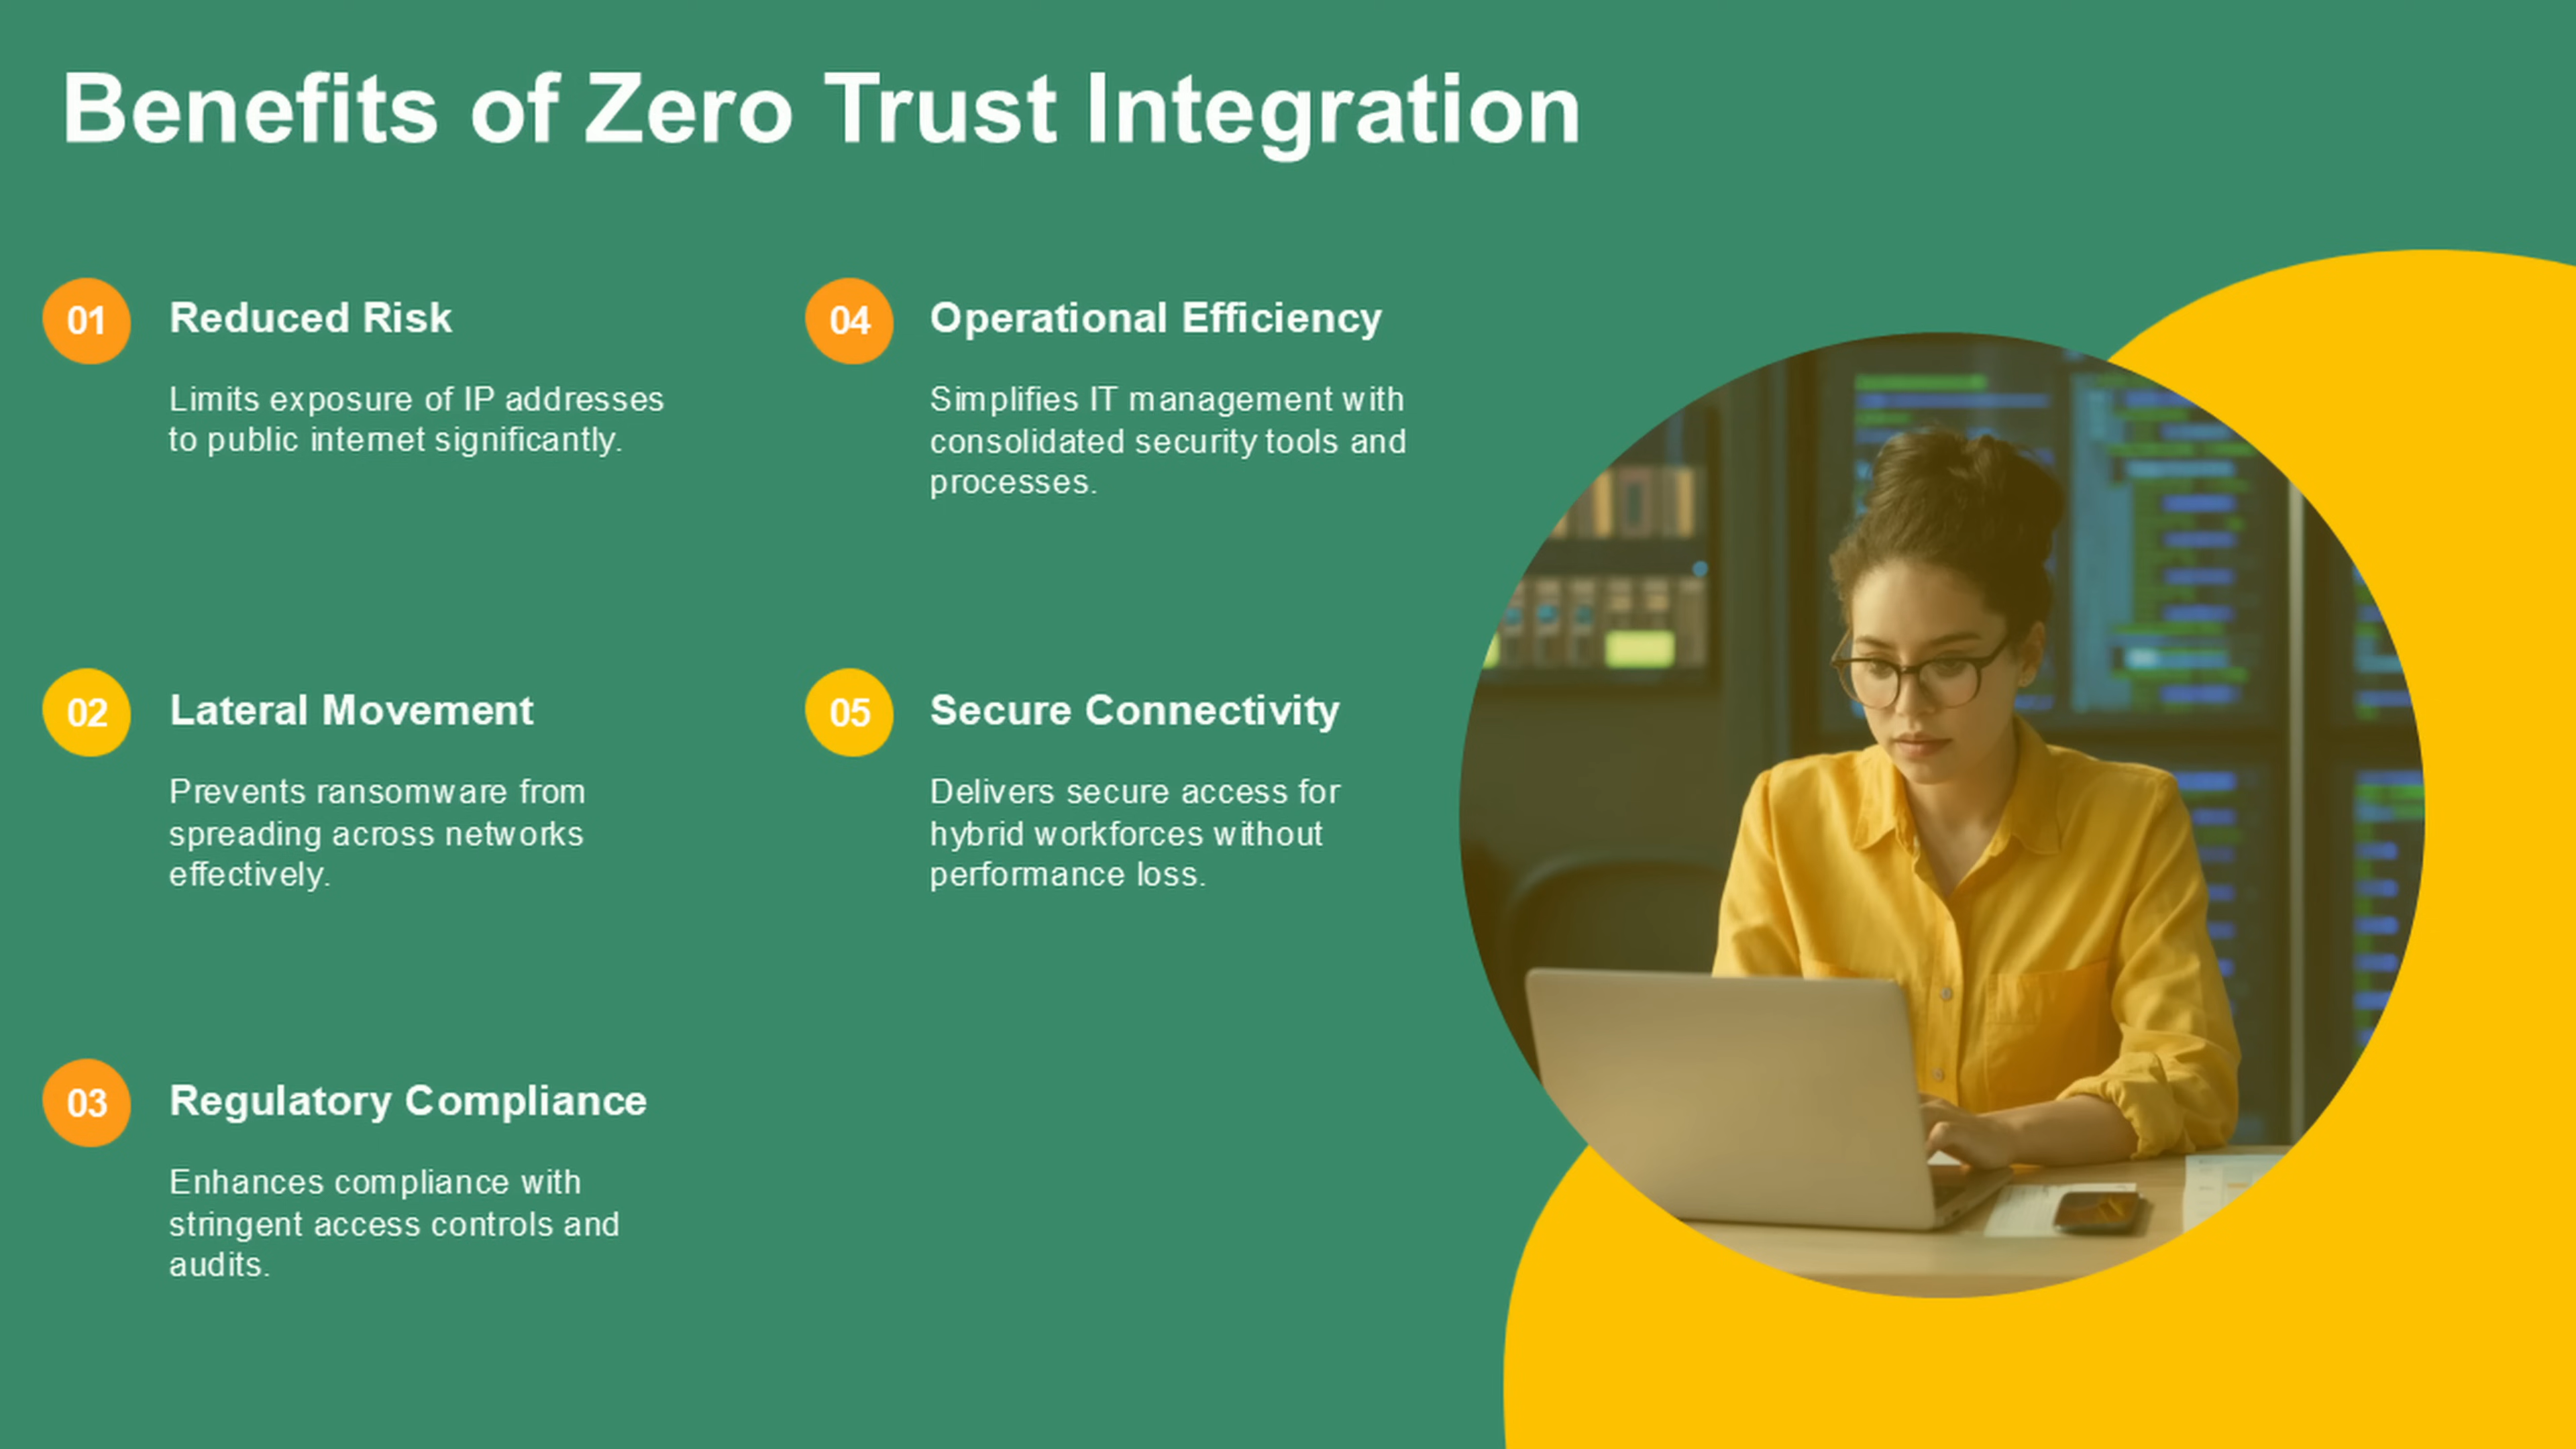 Benefits of Zero Trust Integration
01
Reduced Risk
Limits exposure of IP addresses
to public internet significantly.
02
Lateral Movement
Prevents ransomware from
spreading across networks
effectively.
03
Regulatory Compliance
Enhances compliance with
stringent access controls and
audits.
04
Operational Efficiency
Simplifies IT management with
consolidated security tools and
processes.
05
Secure Connectivity
Delivers secure access for
hybrid workforces without
performance loss.